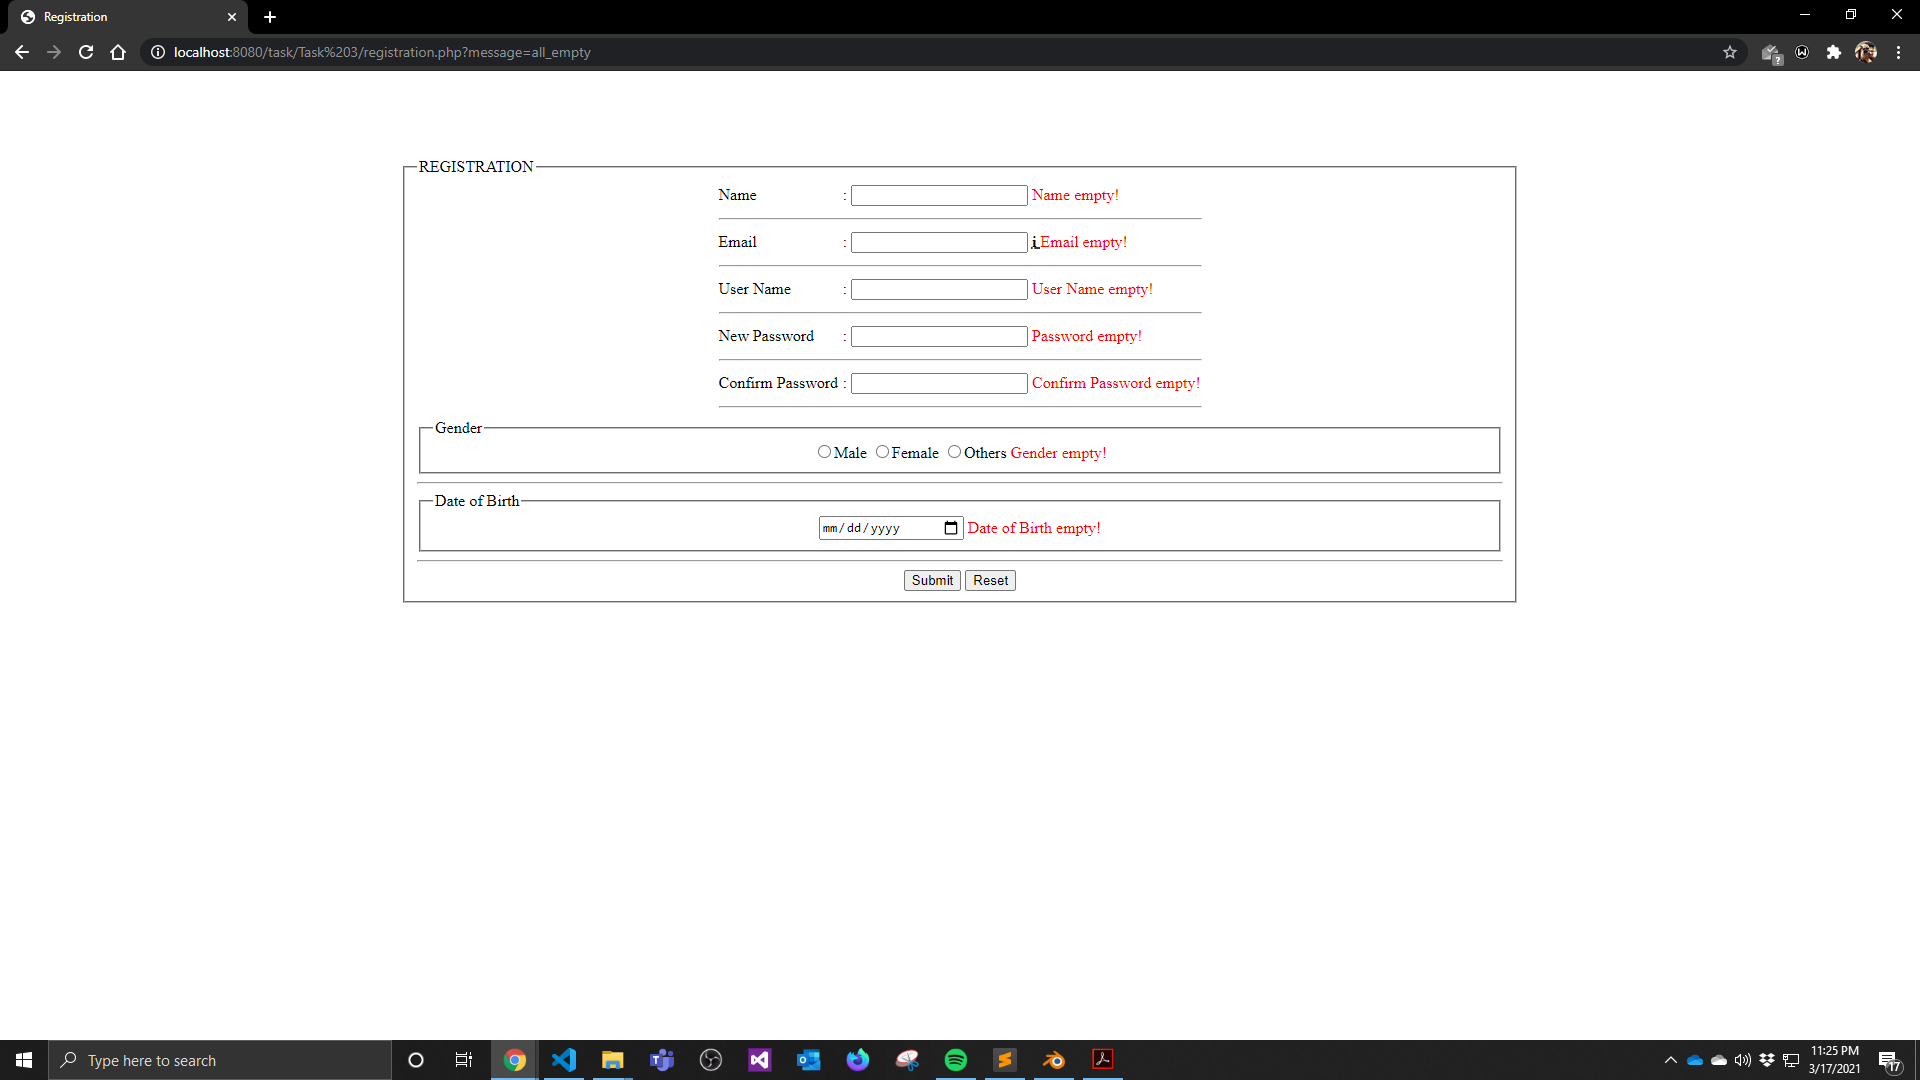 Registration
localhost:8080/task/Task%203/registration.php?message=all_empty
REGISTRATION
Name : Name empty!
Email : i Email empty!
User Name : User Name empty!
New Password : Password empty!
Confirm Password : Confirm Password empty!
Gender
Male Female Others Gender empty!
Date of Birth
mm/dd/yyyy Date of Birth empty!
Submit Reset
Type here to search
11:25 PM
3/17/2021
17